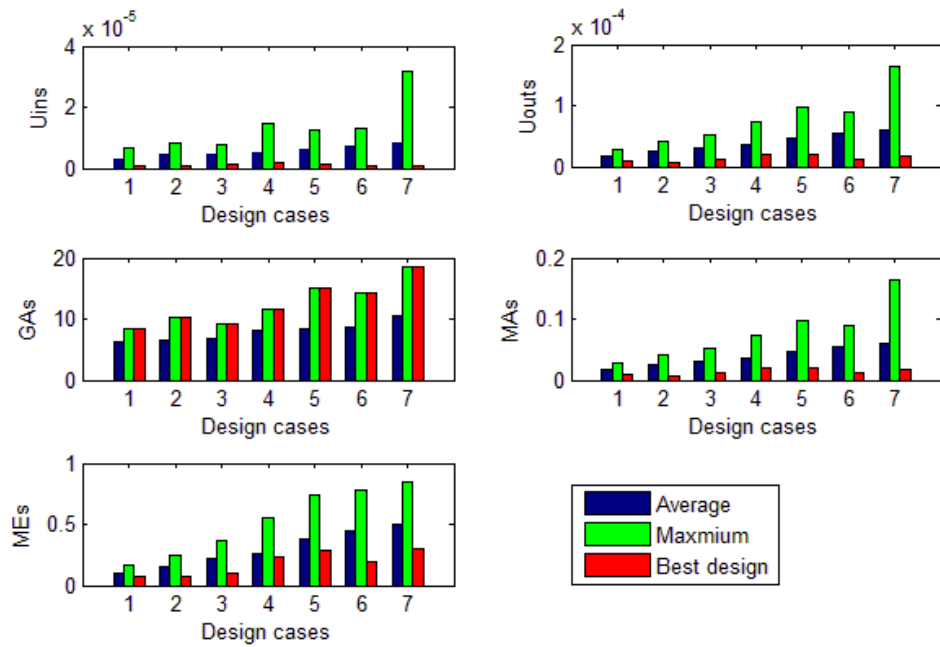 x 10-5
4
2
0
Uins
1 2 3 4 5 6 7
Design cases
x 10-4
2
1
0
Uouts
1 2 3 4 5 6 7
Design cases
20
10
0
GAs
1 2 3 4 5 6 7
Design cases
0.2
0.1
0
MAs
1 2 3 4 5 6 7
Design cases
1
0.5
0
MEs
1 2 3 4 5 6 7
Design cases
Average
Maxmium
Best design